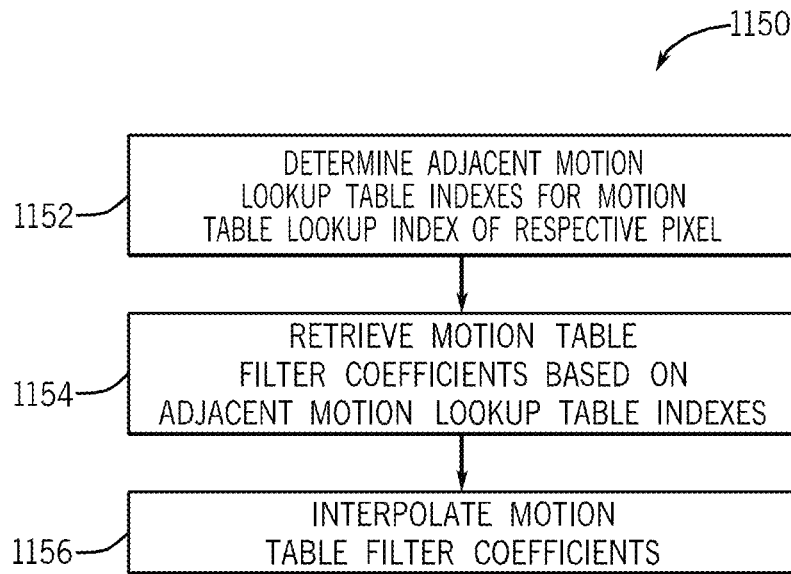 1150
1152
DETERMINE ADJACENT MOTION
LOOKUP TABLE INDEXES FOR MOTION
TABLE LOOKUP INDEX OF RESPECTIVE PIXEL
1154
RETRIEVE MOTION TABLE
FILTER COEFFICIENTS BASED ON
ADJACENT MOTION LOOKUP TABLE INDEXES
1156
INTERPOLATE MOTION
TABLE FILTER COEFFICIENTS